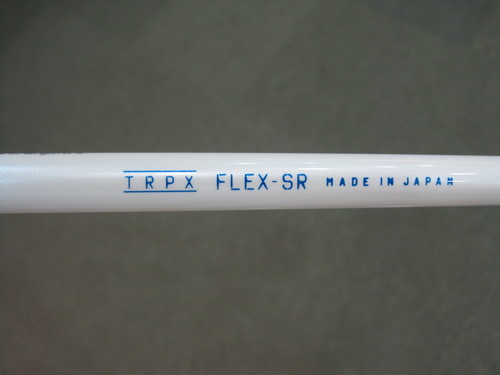 TRPX FLEX-SR MADE IN JAPAN